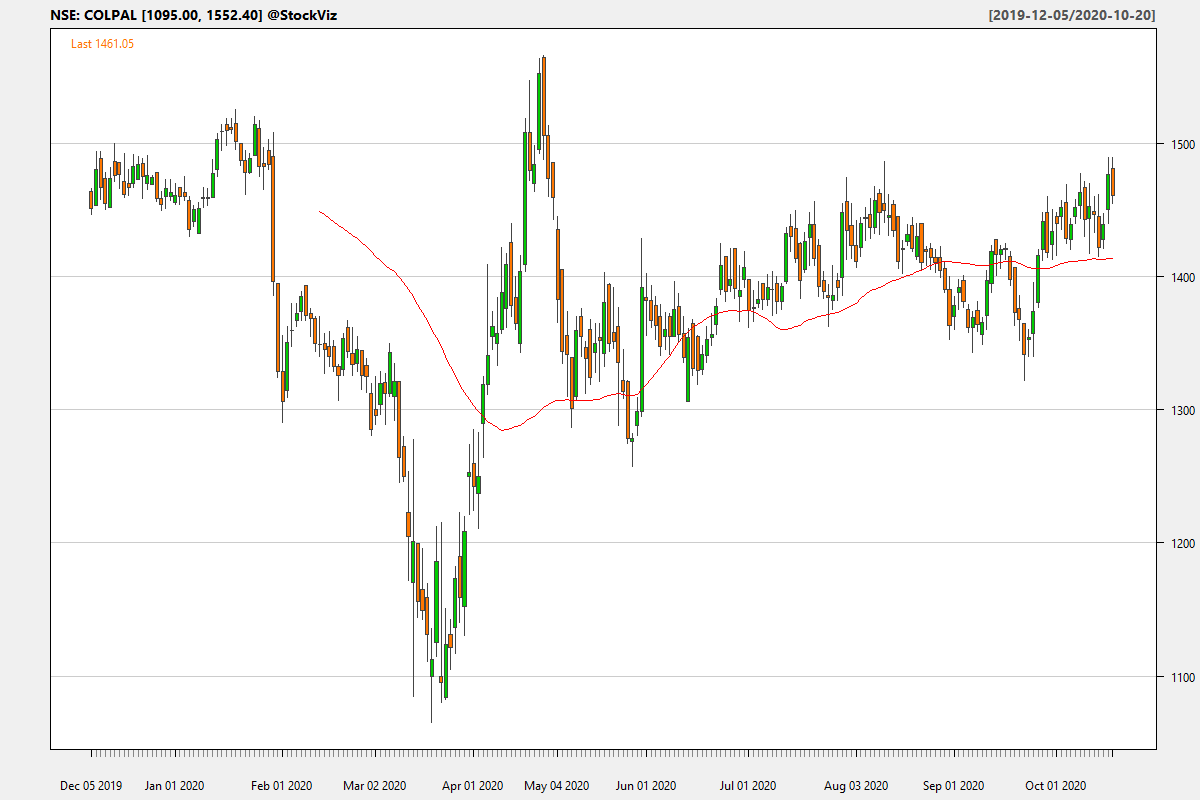 NSE: COLPAL [1095.00, 1552.40] @StockViz [2019-12-05/2020-10-20]
Last 1461.05
1500
1400
1300
1200
1100
Dec 05 2019 Jan 01 2020 Feb 01 2020 Mar 02 2020 Apr 01 2020 May 04 2020 Jun 01 2020 Jul 01 2020 Aug 03 2020 Sep 01 2020 Oct 01 2020